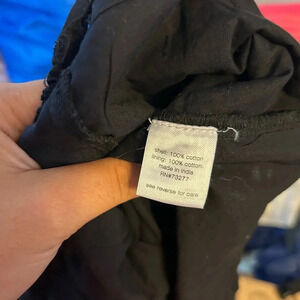 shell: 100% cotton
lining: 100% cotton
made in India
RN#73277
see reverse for care